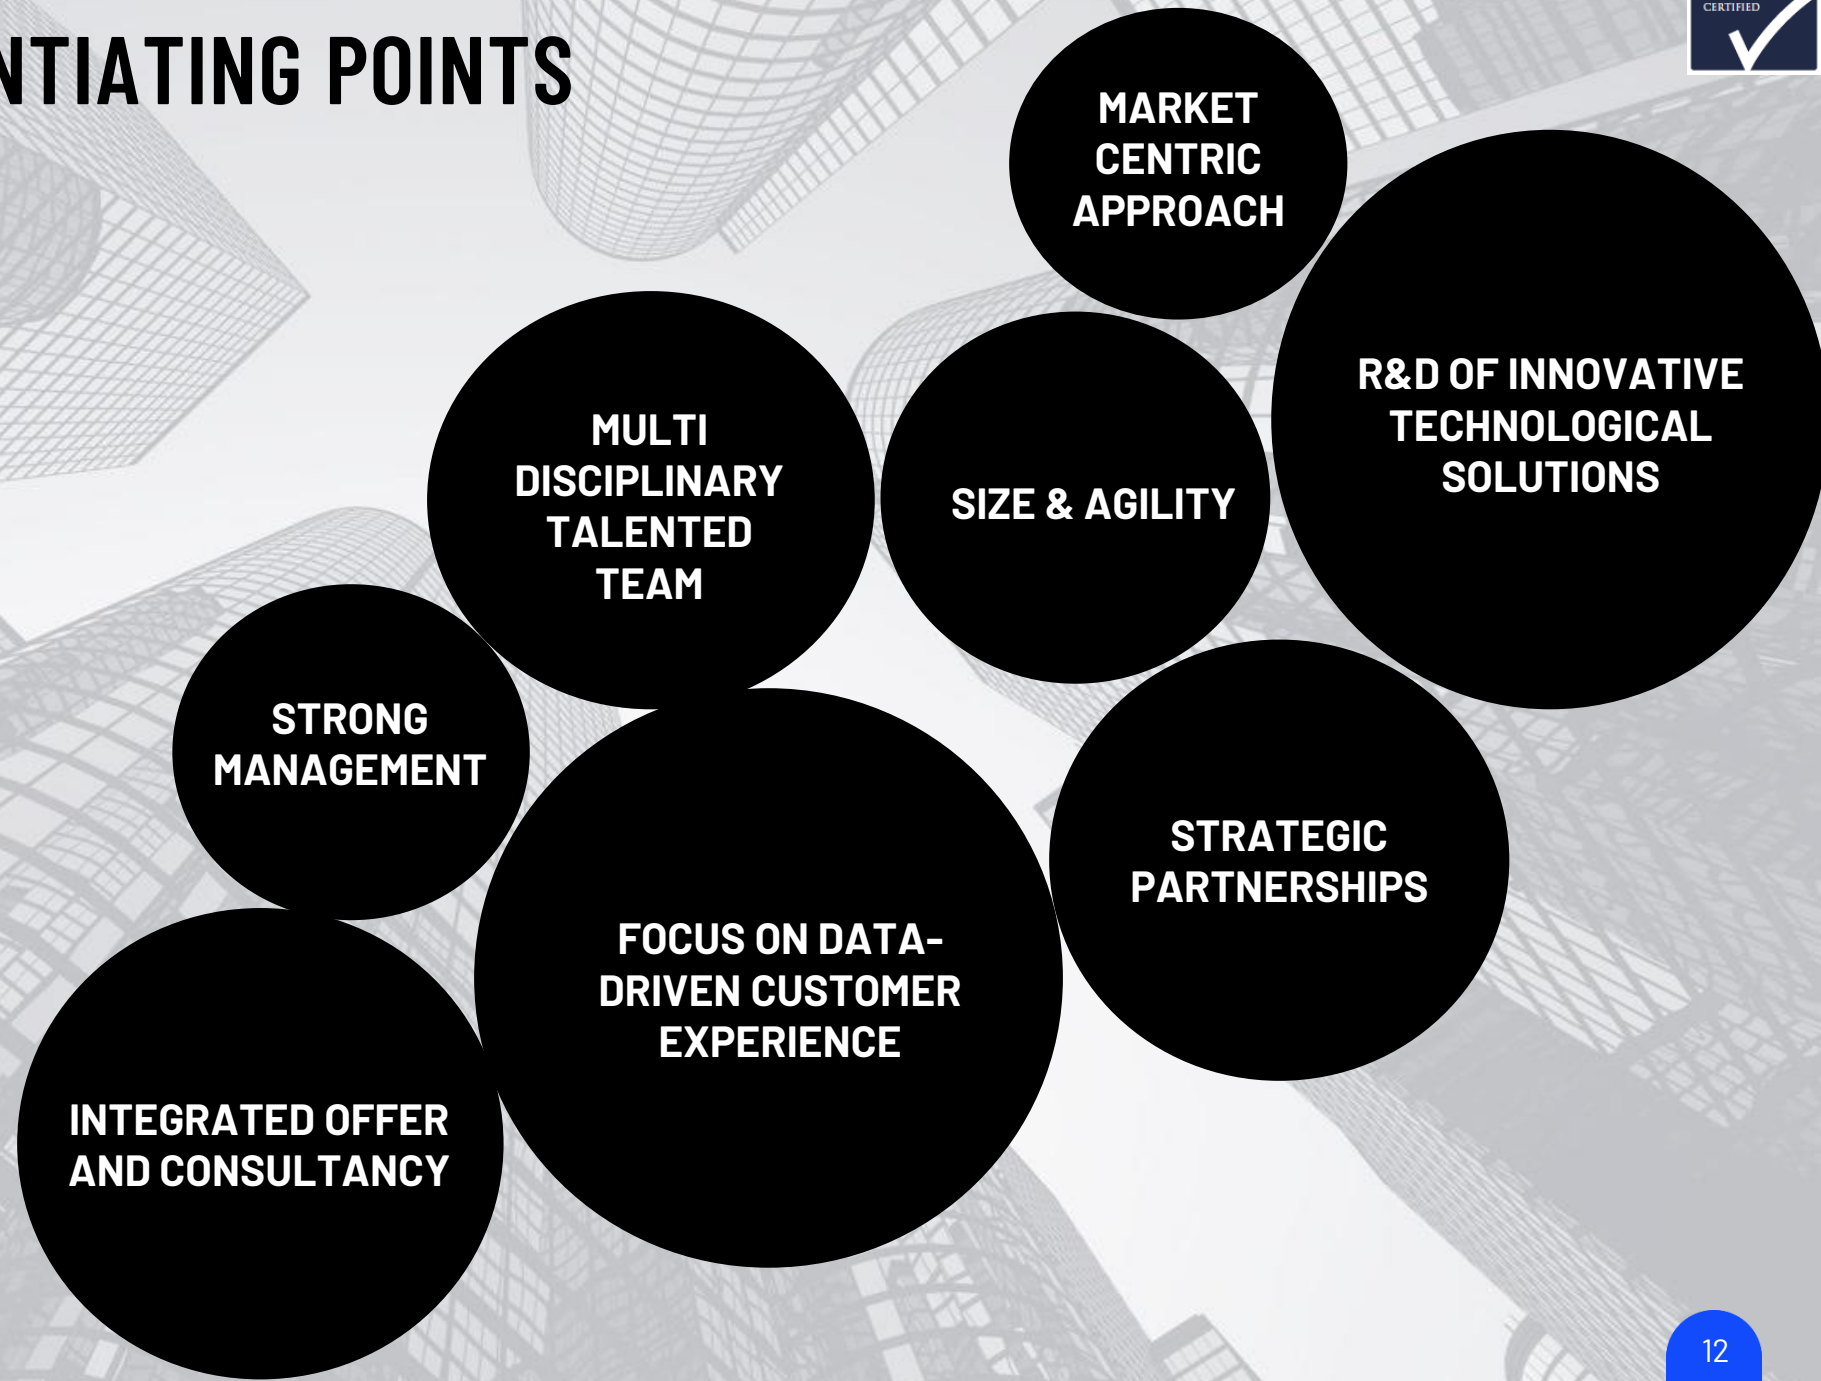 NTIATING POINTS
CERTIFIED
MARKET
CENTRIC
APPROACH
R&D OF INNOVATIVE
TECHNOLOGICAL
SOLUTIONS
MULTI
DISCIPLINARY
TALENTED
TEAM
SIZE & AGILITY
STRONG
MANAGEMENT
STRATEGIC
PARTNERSHIPS
FOCUS ON DATA-
DRIVEN CUSTOMER
EXPERIENCE
INTEGRATED OFFER
AND CONSULTANCY
12